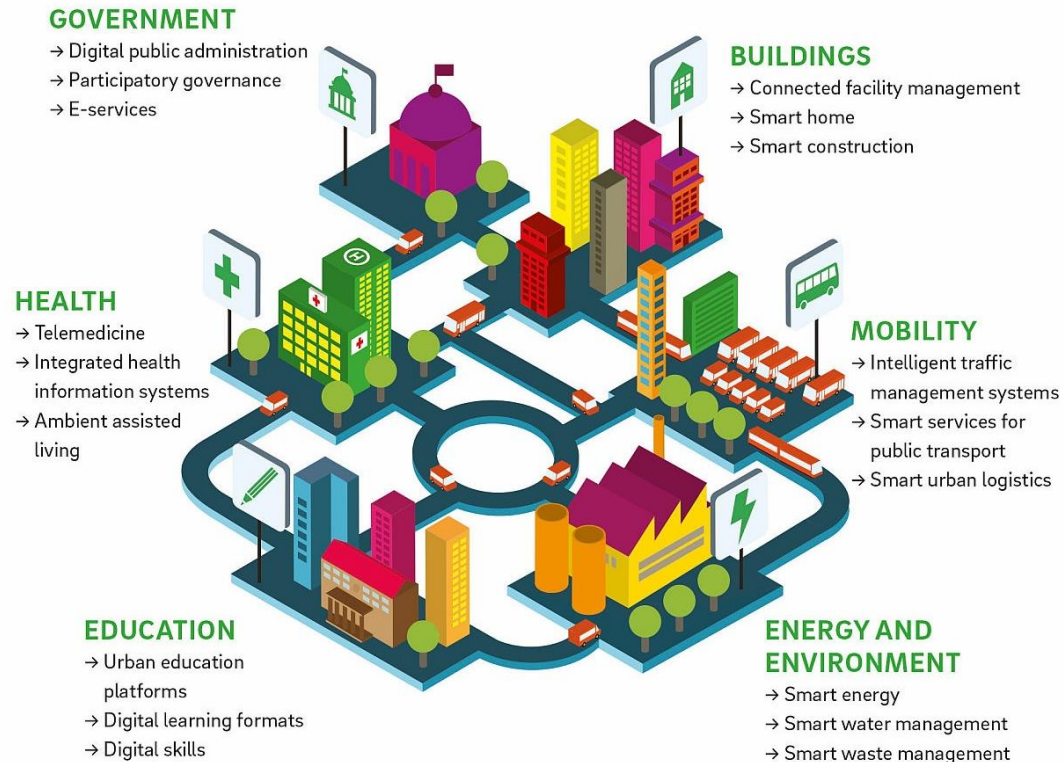 GOVERNMENT
→ Digital public administration
→ Participatory governance
→ E-services
BUILDINGS
→ Connected facility management
→ Smart home
→ Smart construction
HEALTH
→ Telemedicine
→ Integrated health
information systems
→ Ambient assisted
living
MOBILITY
→ Intelligent traffic
management systems
→ Smart services for
public transport
→ Smart urban logistics
EDUCATION
→ Urban education
platforms
→ Digital learning formats
→ Digital skills
ENERGY AND
ENVIRONMENT
→ Smart energy
→ Smart water management
→ Smart waste management
H